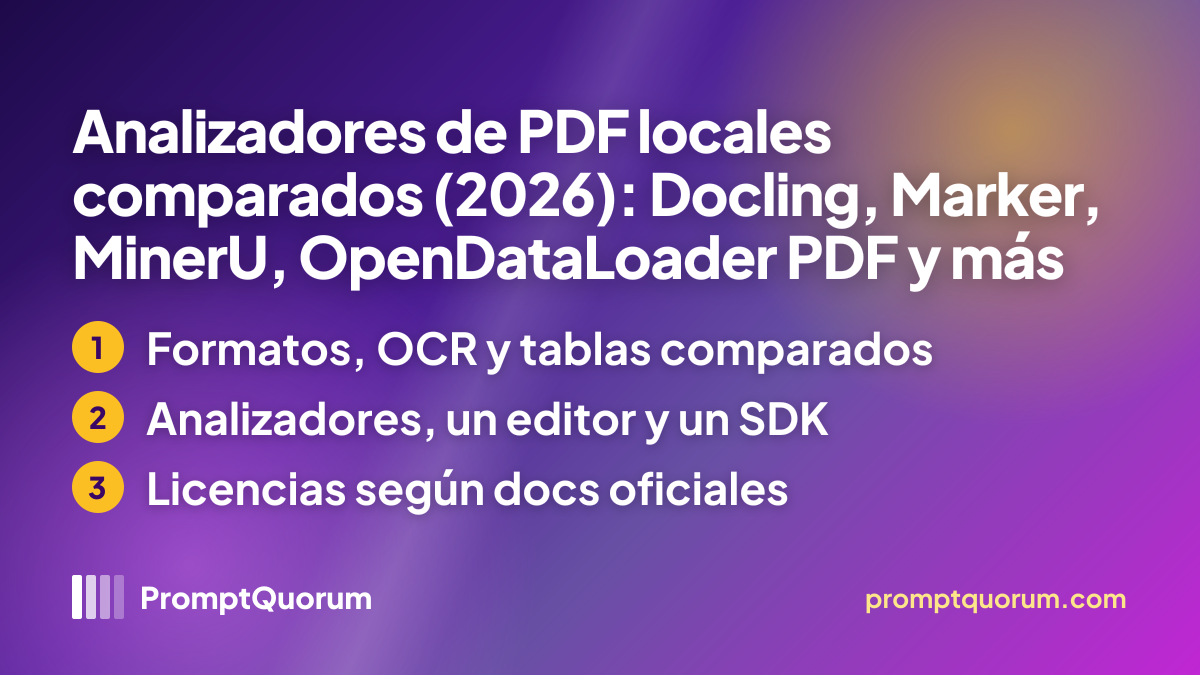 Analizadores de PDF locales
comparados (2026): Docling, Marker,
MinerU, OpenDataLoader PDF y más
1 Formatos, OCR y tablas comparados
2 Analizadores, un editor y un SDK
3 Licencias según docs oficiales
PromptQuorum
promptquorum.com